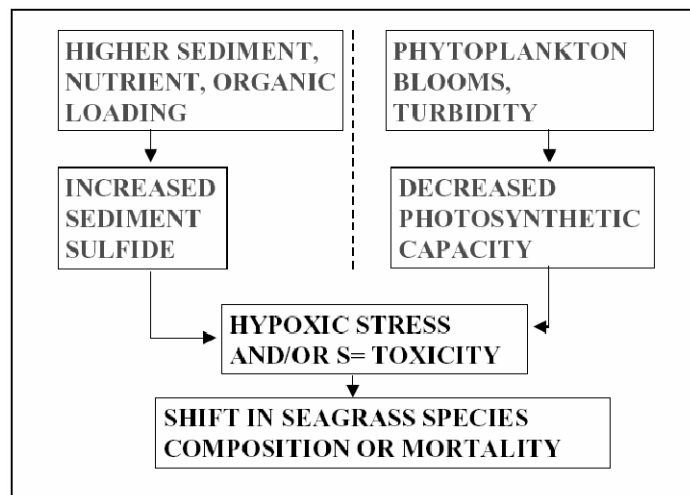 HIGHER SEDIMENT,
NUTRIENT, ORGANIC
LOADING
PHYTOPLANKTON
BLOOMS,
TURBIDITY
INCREASED
SEDIMENT
SULFIDE
DECREASED
PHOTOSYNTHETIC
CAPACITY
HYPOXIC STRESS
AND/OR S= TOXICITY
SHIFT IN SEAGRASS SPECIES
COMPOSITION OR MORTALITY